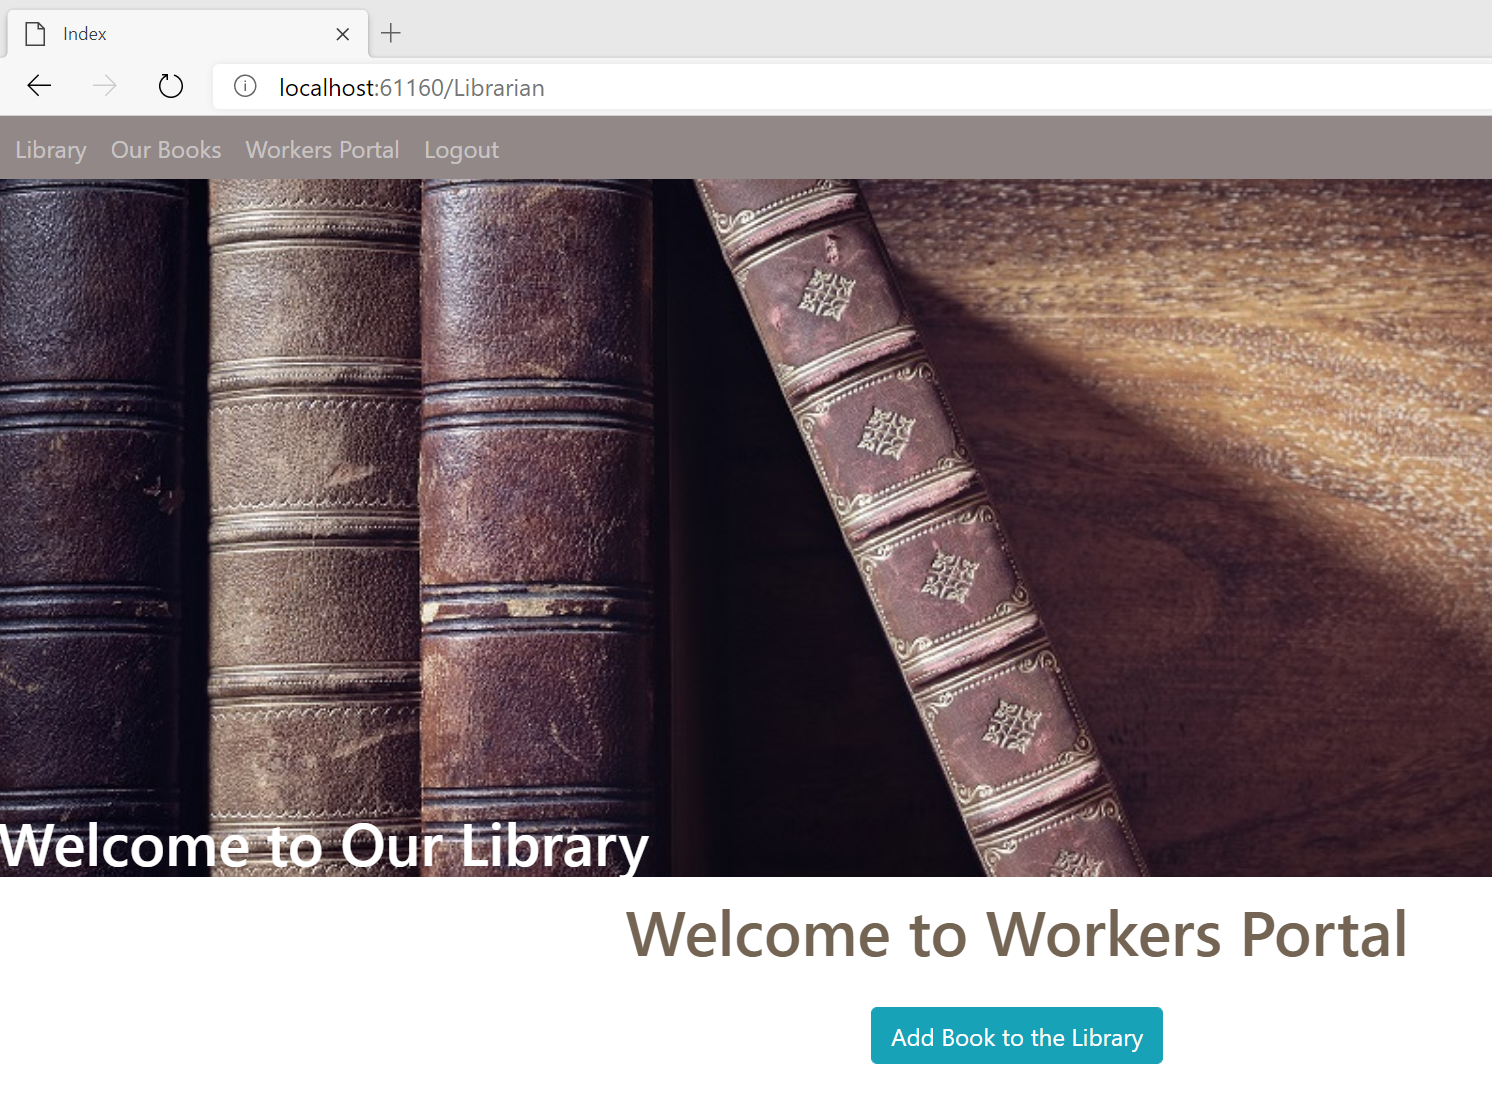 Index
localhost:61160/Librarian
Library Our Books Workers Portal Logout
Welcome to Our Library
Welcome to Workers Portal
Add Book to the Library